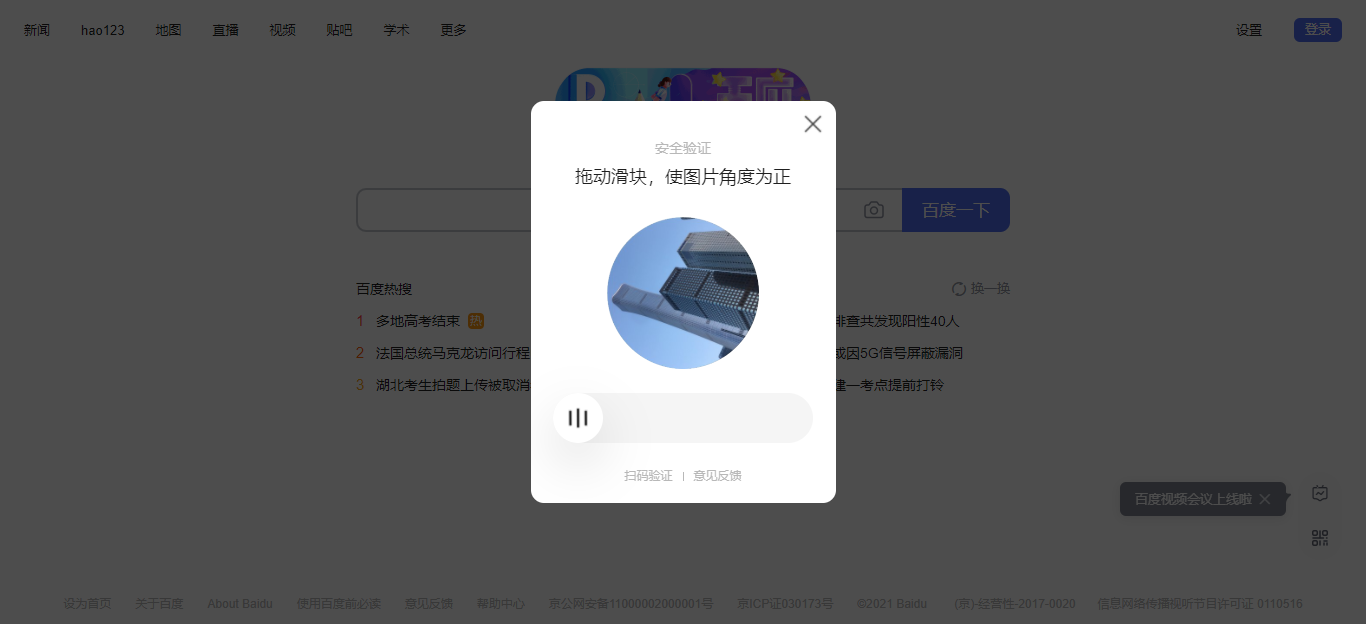 新闻 hao123 地图 直播 视频 贴吧 学术 更多 设置 登录
安全验证
拖动滑块，使图片角度为正
百度一下
百度热搜 换一换
1 多地高考结束 热
排查共发现阳性40人
2 法国总统马克龙访问行程
或因5G信号屏蔽漏洞
3 湖北考生拍题上传被取消
建一考点提前打铃
扫码验证 | 意见反馈
百度视频会议上线啦
设为首页 关于百度 About Baidu 使用百度前必读 意见反馈 帮助中心 京公网安备11000002000001号 京ICP证030173号 ©2021 Baidu (京)-经营性-2017-0020 信息网络传播视听节目许可证 0110516